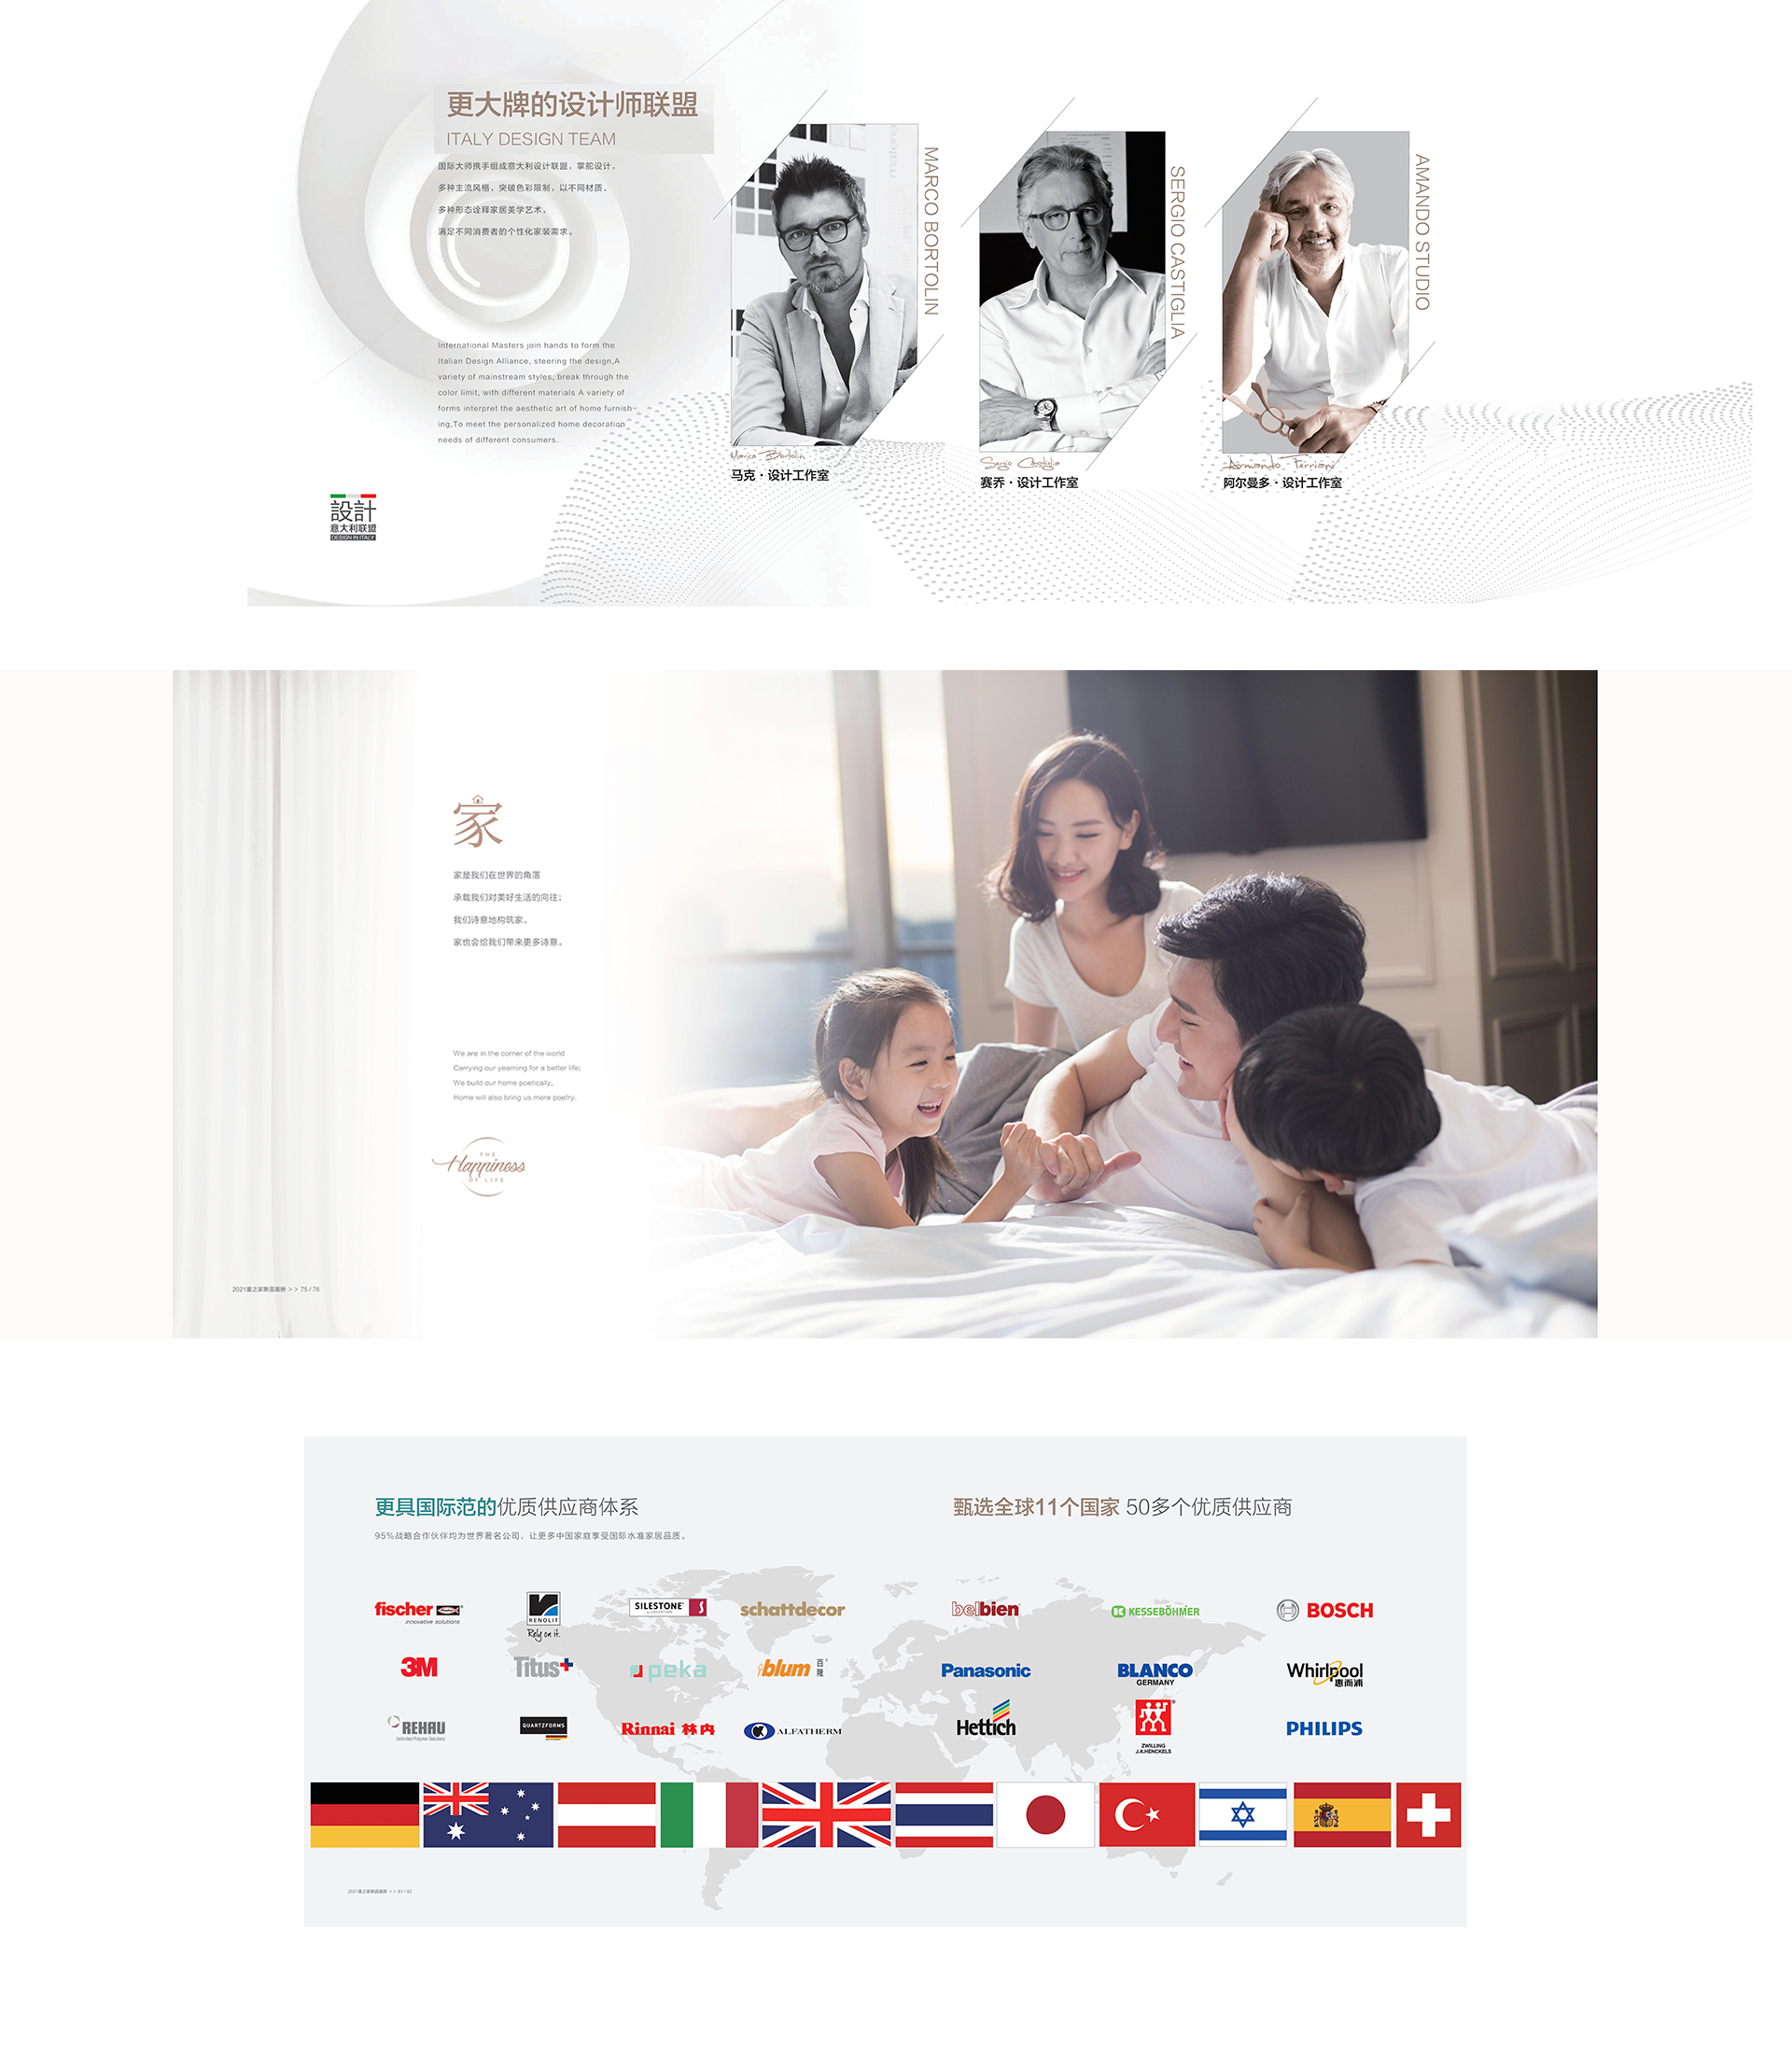 更大牌的设计师联盟
ITALY DESIGN TEAM
国际大师携手组成意大利设计联盟，掌舵设计，
多种主流风格，突破色彩限制，以不同材质、
多种形态诠释家居美学艺术，
满足不同消费者的个性化家装需求。
International Masters join hands to form the
Italian Design Alliance, steering the design,A
variety of mainstream styles, break through the
color limit, with different materials A variety of
forms interpret the aesthetic art of home furnish-
ing,To meet the personalized home decoration
needs of different consumers.
設計
意大利联盟
DESIGN IN ITALY
MARCO BORTOLIN
Marco Bortolin
马克·设计工作室
SERGIO CASTIGLIA
Sergio Castiglia
赛乔·设计工作室
AMANDO STUDIO
Armando Ferriani
阿尔曼多·设计工作室
家
家是我们在世界的角落
承载我们对美好生活的向往；
我们诗意地构筑家，
家也会给我们带来更多诗意。
We are in the corner of the world
Carrying our yearning for a better life;
We build our home poetically,
Home will also bring us more poetry.
THE
Happiness
OF LIFE
2021星之家新品画册 >> 75 / 76
更具国际范的优质供应商体系
95%战略合作伙伴均为世界著名公司，让更多中国家庭享受国际水准家居品质。
甄选全球11个国家 50多个优质供应商
fischer
innovative solutions
RENOLIT
Rely on it.
SILESTONE
schattdecor
belbien
KESSEBÖHMER
BOSCH
3M
Titus+
peka
blum 百隆
Panasonic
BLANCO
GERMANY
Whirlpool
惠而浦
REHAU
Unlimited Polymer Solutions
QUARTZFORMS
Rinnai 林内
ALFATHERM
Hettich
ZWILLING
J.A.HENCKELS
PHILIPS
2021星之家新品画册 >> 81 / 82